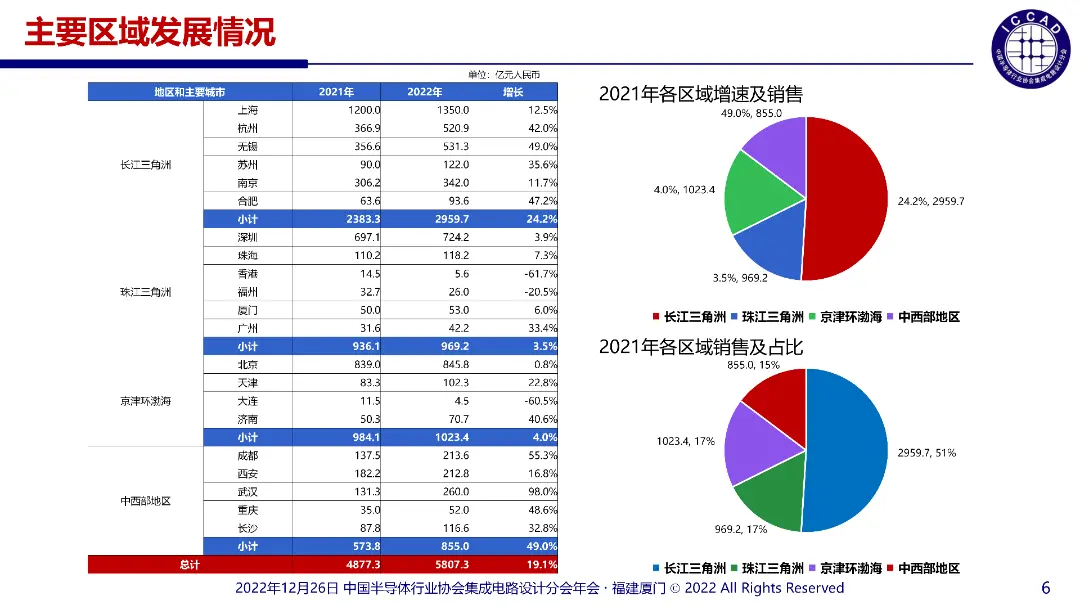 主要区域发展情况
ICCAD
中国半导体行业协会集成电路设计分会
单位：亿元人民币
地区和主要城市 2021年 2022年 增长
长江三角洲
上海 1200.0 1350.0 12.5%
杭州 366.9 520.9 42.0%
无锡 356.6 531.3 49.0%
苏州 90.0 122.0 35.6%
南京 306.2 342.0 11.7%
合肥 63.6 93.6 47.2%
小计 2383.3 2959.7 24.2%
珠江三角洲
深圳 697.1 724.2 3.9%
珠海 110.2 118.2 7.3%
香港 14.5 5.6 -61.7%
福州 32.7 26.0 -20.5%
厦门 50.0 53.0 6.0%
广州 31.6 42.2 33.4%
小计 936.1 969.2 3.5%
京津环渤海
北京 839.0 845.8 0.8%
天津 83.3 102.3 22.8%
大连 11.5 4.5 -60.5%
济南 50.3 70.7 40.6%
小计 984.1 1023.4 4.0%
中西部地区
成都 137.5 213.6 55.3%
西安 182.2 212.8 16.8%
武汉 131.3 260.0 98.0%
重庆 35.0 52.0 48.6%
长沙 87.8 116.6 32.8%
小计 573.8 855.0 49.0%
总计 4877.3 5807.3 19.1%
2021年各区域增速及销售
49.0%, 855.0
4.0%, 1023.4
24.2%, 2959.7
3.5%, 969.2
长江三角洲 珠江三角洲 京津环渤海 中西部地区
2021年各区域销售及占比
855.0, 15%
1023.4, 17%
2959.7, 51%
969.2, 17%
长江三角洲 珠江三角洲 京津环渤海 中西部地区
2022年12月26日 中国半导体行业协会集成电路设计分会年会·福建厦门 © 2022 All Rights Reserved
6